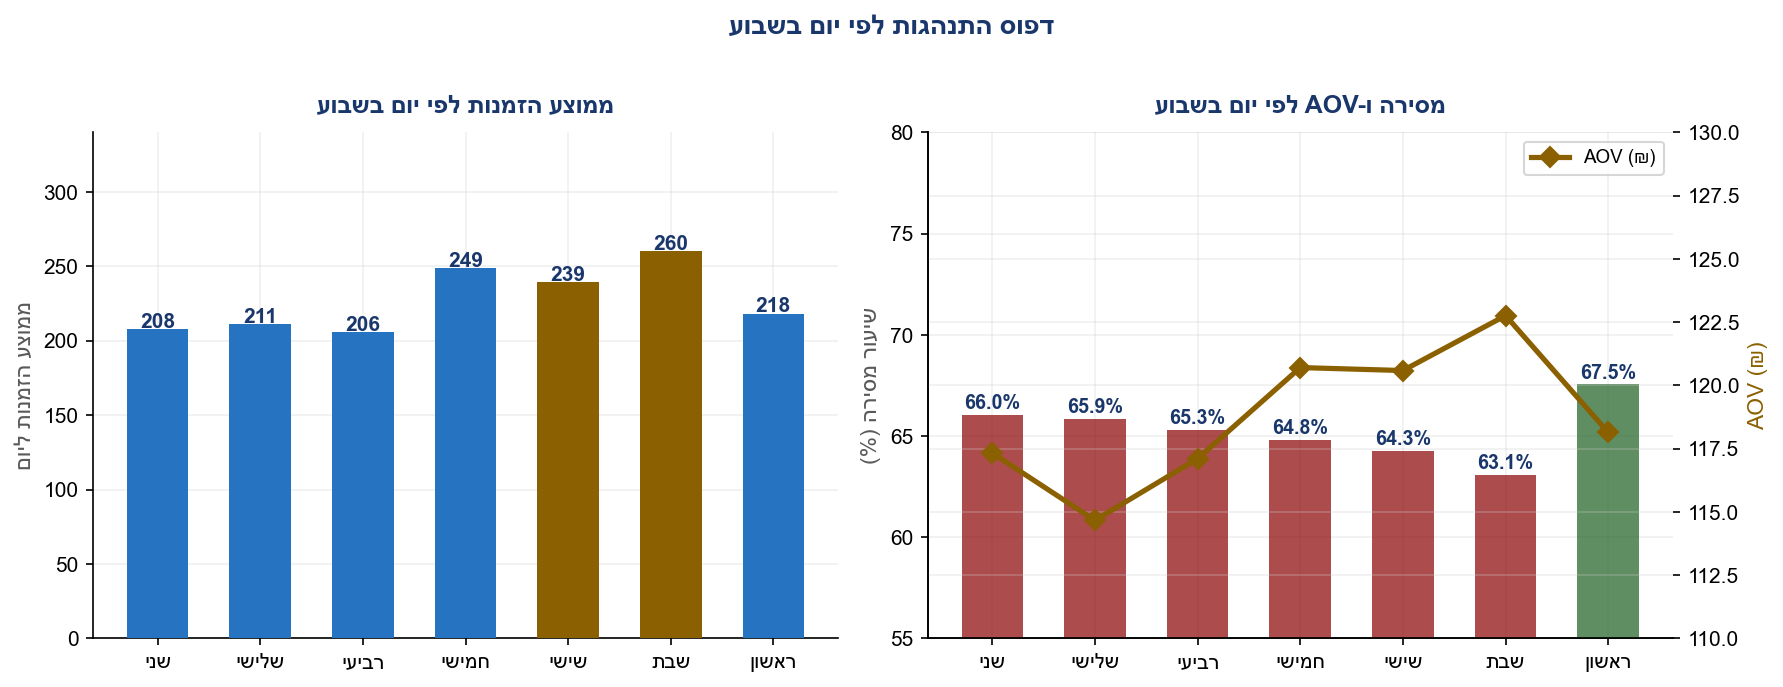 דפוס התנהגות לפי יום בשבוע
ממוצע הזמנות לפי יום בשבוע
ממוצע הזמנות ליום
300
250
200
150
100
50
0
208
211
206
249
239
260
218
שני
שלישי
רביעי
חמישי
שישי
שבת
ראשון
מסירה ו-AOV לפי יום בשבוע
שיעור מסירה (%)
80
75
70
65
60
55
AOV (₪)
66.0%
65.9%
65.3%
64.8%
64.3%
63.1%
67.5%
שני
שלישי
רביעי
חמישי
שישי
שבת
ראשון
130.0
127.5
125.0
122.5
120.0
117.5
115.0
112.5
110.0
AOV (₪)